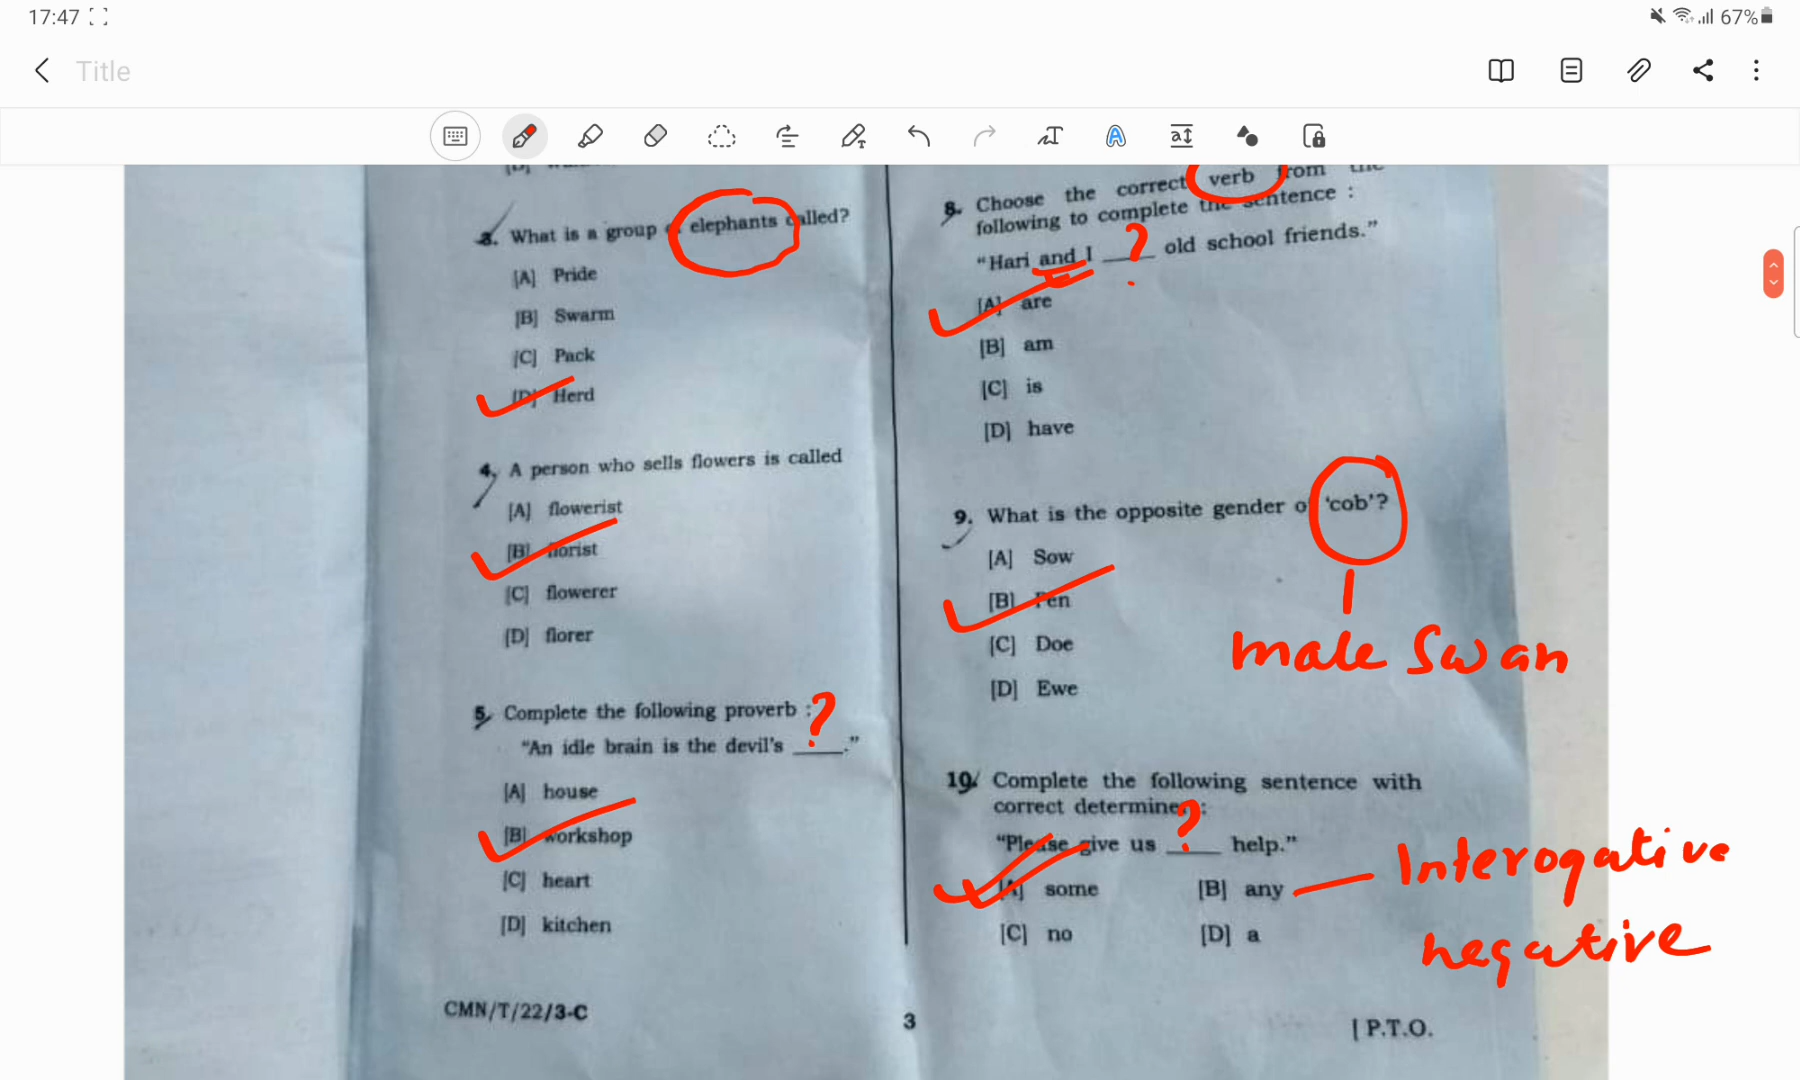 17:47
67%
Title
3. What is a group elephants called?
[A] Pride
[B] Swarm
[C] Pack
[D] Herd
4. A person who sells flowers is called
[A] flowerist
[B] florist
[C] flowerer
[D] florer
5. Complete the following proverb :
?
“An idle brain is the devil's ____.”
[A] house
[B] workshop
[C] heart
[D] kitchen
CMN/T/22/3-C
3
8. Choose the correct verb from the
following to complete the sentence :
“Hari and I ____ old school friends.”
?
[A] are
[B] am
[C] is
[D] have
9. What is the opposite gender of ‘cob’?
[A] Sow
[B] Pen
[C] Doe
[D] Ewe
male Swan
10. Complete the following sentence with
correct determiner :
“Please give us ____ help.”
?
[A] some [B] any
[C] no [D] a
Interogative
negative
[ P.T.O.